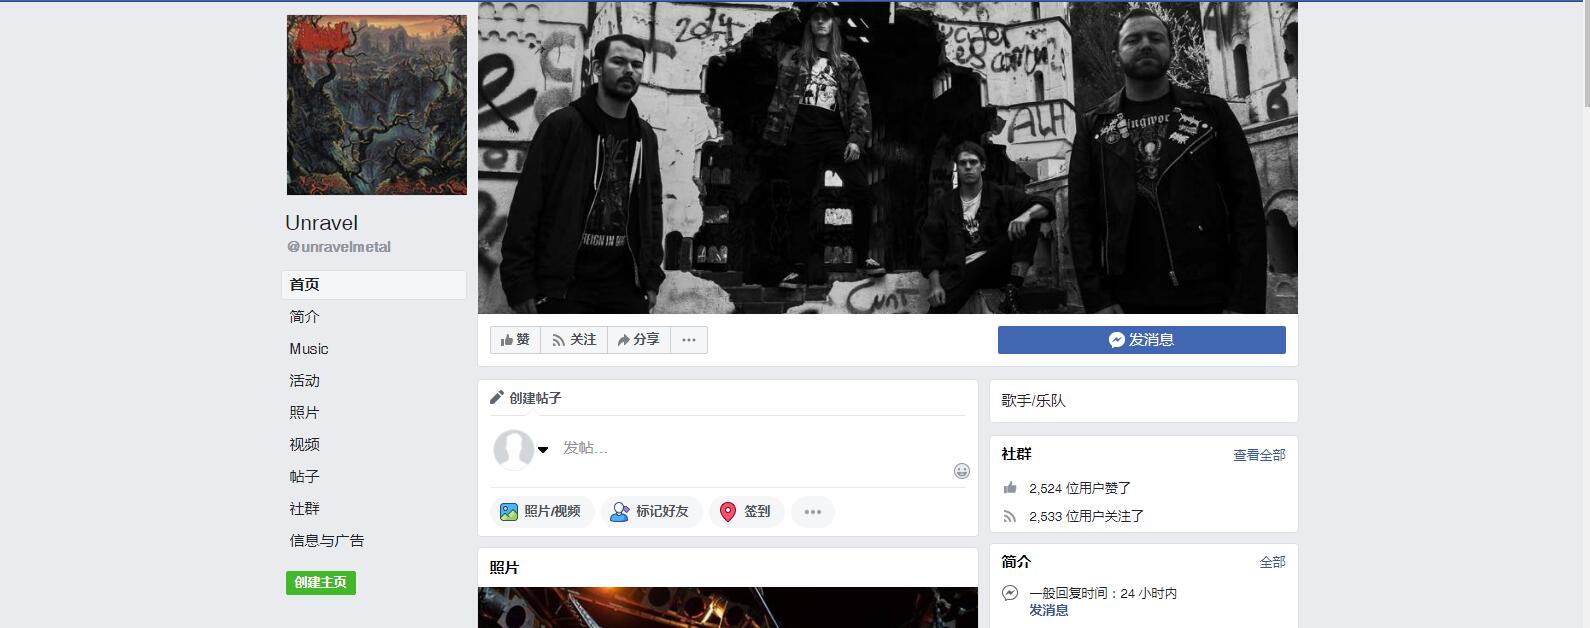 Unravel
@unravelmetal
首页
简介
Music
活动
照片
视频
帖子
社群
信息与广告
创建主页
2014
ALH
REIGN IN
赞
关注
分享
发消息
创建帖子
发帖...
照片/视频
标记好友
签到
照片
歌手/乐队
社群
查看全部
2,524 位用户赞了
2,533 位用户关注了
简介
全部
一般回复时间：24 小时内
发消息